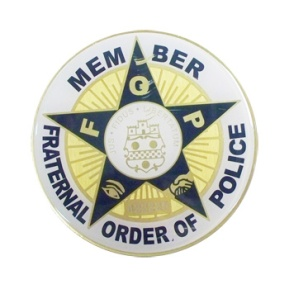 MEMBER
F O P
FRATERNAL ORDER OF POLICE